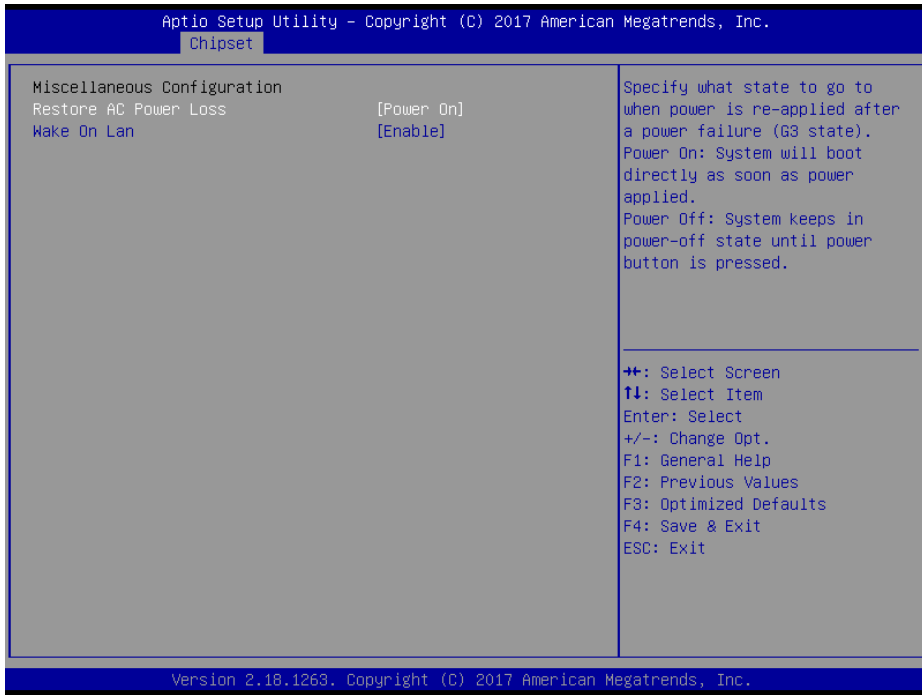 Aptio Setup Utility – Copyright (C) 2017 American Megatrends, Inc.
Chipset
Miscellaneous Configuration
Restore AC Power Loss [Power On]
Wake On Lan [Enable]
Specify what state to go to
when power is re-applied after
a power failure (G3 state).
Power On: System will boot
directly as soon as power
applied.
Power Off: System keeps in
power-off state until power
button is pressed.
→←: Select Screen
↑↓: Select Item
Enter: Select
+/-: Change Opt.
F1: General Help
F2: Previous Values
F3: Optimized Defaults
F4: Save & Exit
ESC: Exit
Version 2.18.1263. Copyright (C) 2017 American Megatrends, Inc.